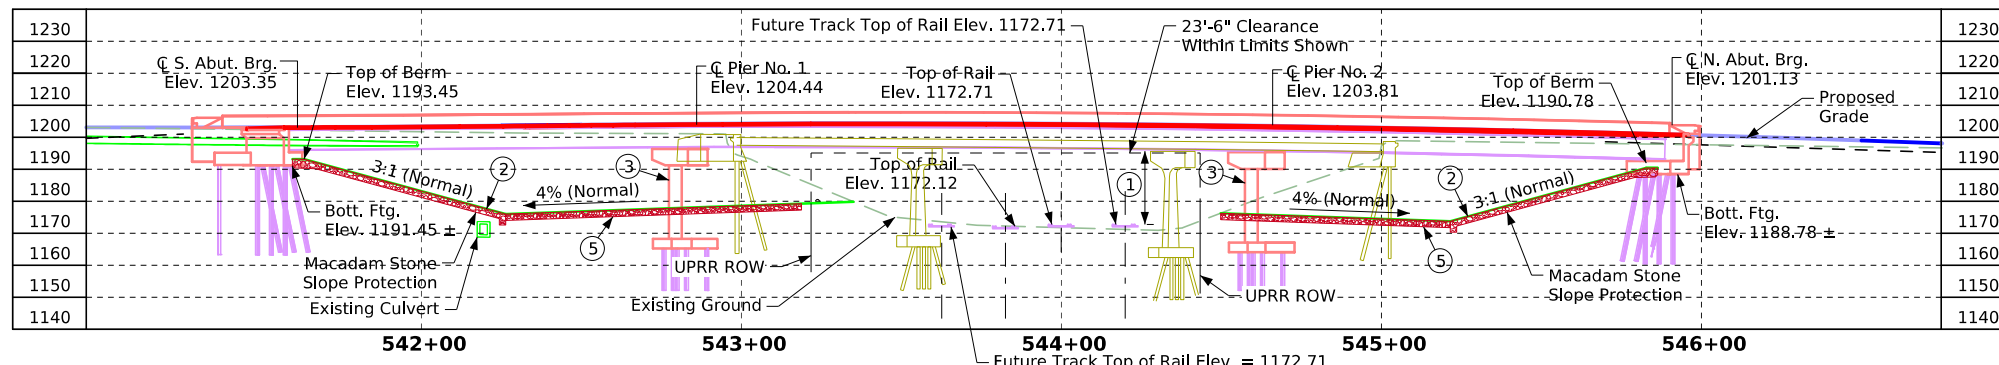 1230
1220
1210
1200
1190
1180
1170
1160
1150
1140
℄ S. Abut. Brg.
Elev. 1203.35
Top of Berm
Elev. 1193.45
℄ Pier No. 1
Elev. 1204.44
Future Track Top of Rail Elev. 1172.71
Top of Rail
Elev. 1172.71
23'-6" Clearance
Within Limits Shown
℄ Pier No. 2
Elev. 1203.81
Top of Berm
Elev. 1190.78
℄ N. Abut. Brg.
Elev. 1201.13
Proposed
Grade
3:1 (Normal)
2
4% (Normal)
3
Top of Rail
Elev. 1172.12
1
3
4% (Normal)
2
3:1 (Normal)
Bott. Ftg.
Elev. 1191.45 ±
5
Macadam Stone
Slope Protection
Existing Culvert
UPRR ROW
Existing Ground
UPRR ROW
5
Macadam Stone
Slope Protection
Bott. Ftg.
Elev. 1188.78 ±
1230
1220
1210
1200
1190
1180
1170
1160
1150
1140
542+00
543+00
544+00
545+00
546+00
Future Track Top of Rail Elev. = 1172.71